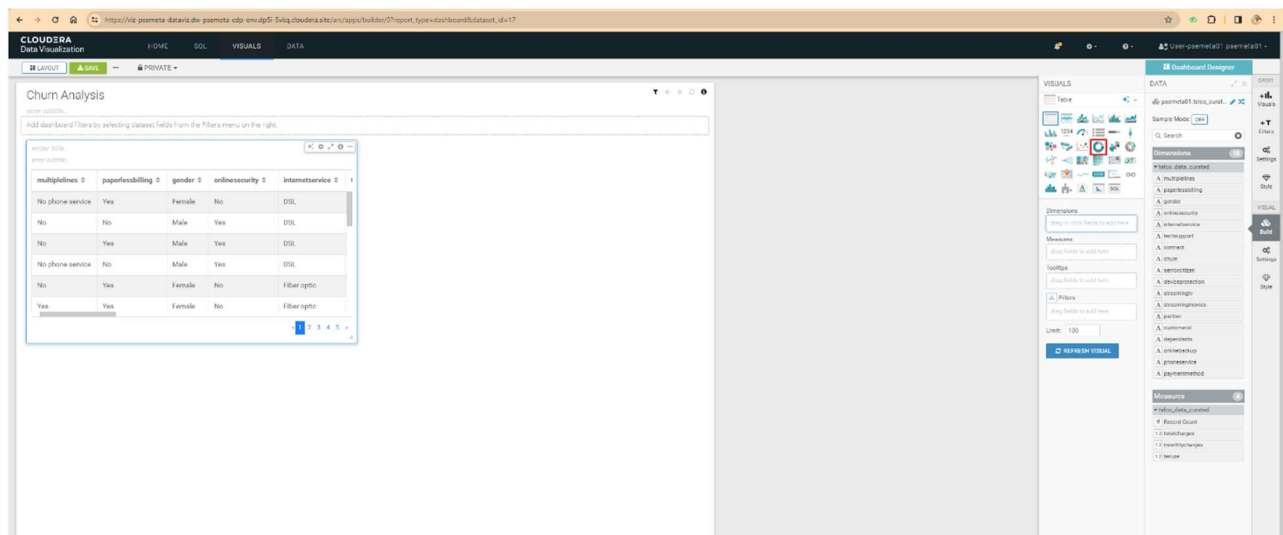 https://viz-psemeta-dataviz.dw-psemeta-cdp-env.dp5i-5vkq.cloudera.site/arc/apps/builder/0?report_type=dashboard&dataset_id=17
CLOUDERA
Data Visualization
HOME SQL VISUALS DATA
User-psemeta01 psemeta01
LAYOUT SAVE PRIVATE
Dashboard Designer
Churn Analysis
enter subtitle...
Add dashboard filters by selecting dataset fields from the Filters menu on the right.
enter title...
enter subtitle...
multiplelines paperlessbilling gender onlinesecurity internetservice
No phone service Yes Female No DSL
No No Male Yes DSL
No Yes Male Yes DSL
No phone service No Male Yes DSL
No Yes Female No Fiber optic
Yes Yes Female No Fiber optic
1 2 3 4 5
VISUALS
Table
1234
SQL
Dimensions
drag or click fields to add here
Measures
drag fields to add here
Tooltips
drag fields to add here
Filters
drag fields to add here
Limit: 100
REFRESH VISUAL
DATA
psemeta01.telco_curat...
Sample Mode OFF
Search
Dimensions
telco_data_curated
A multiplelines
A paperlessbilling
A gender
A onlinesecurity
A internetservice
A techsupport
A contract
A churn
A seniorcitizen
A deviceprotection
A streamingtv
A streamingmovies
A partner
A customerid
A dependents
A onlinebackup
A phoneservice
A paymentmethod
Measures
telco_data_curated
# Record Count
totalcharges
monthlycharges
tenure
DASH
Visuals
Filters
Settings
Style
VISUAL
Build
Settings
Style